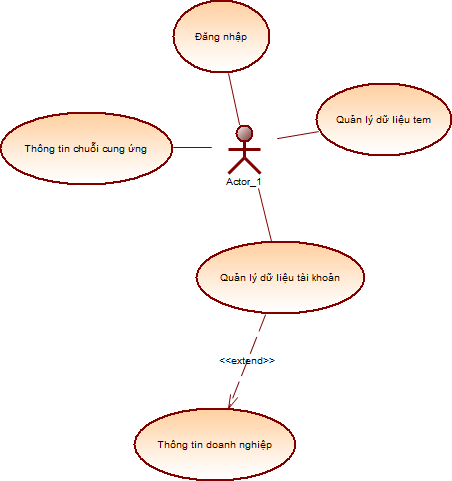 Đăng nhập
Quản lý dữ liệu tem
Thông tin chuỗi cung ứng
Actor_1
Quản lý dữ liệu tài khoản
<<extend>>
Thông tin doanh nghiệp